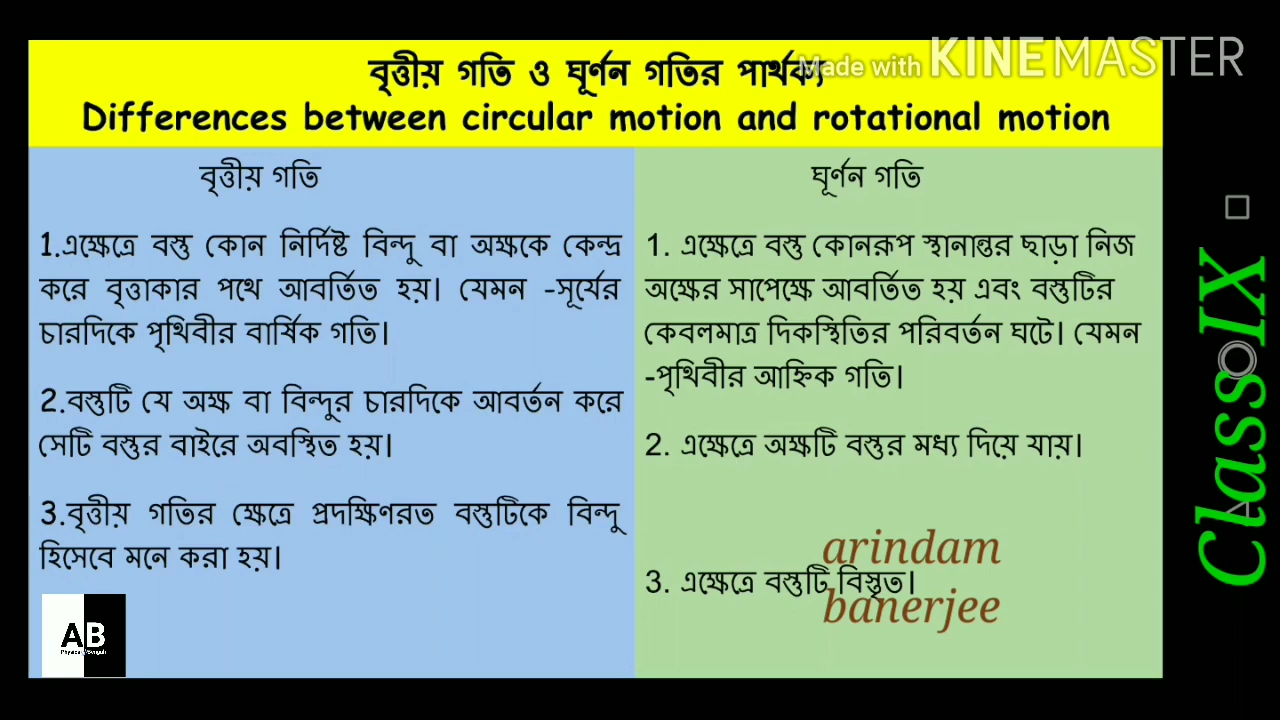 বৃত্তীয় গতি ও ঘূর্ণন গতির পার্থক্য
Made with KINEMASTER
Differences between circular motion and rotational motion
বৃত্তীয় গতি
1.এক্ষেত্রে বস্তু কোন নির্দিষ্ট বিন্দু বা অক্ষকে কেন্দ্র
করে বৃত্তাকার পথে আবর্তিত হয়। যেমন -সূর্যের
চারদিকে পৃথিবীর বার্ষিক গতি।
2.বস্তুটি যে অক্ষ বা বিন্দুর চারদিকে আবর্তন করে
সেটি বস্তুর বাইরে অবস্থিত হয়।
3.বৃত্তীয় গতির ক্ষেত্রে প্রদক্ষিণরত বস্তুটিকে বিন্দু
হিসেবে মনে করা হয়।
ঘূর্ণন গতি
1. এক্ষেত্রে বস্তু কোনরূপ স্থানান্তর ছাড়া নিজ
অক্ষের সাপেক্ষে আবর্তিত হয় এবং বস্তুটির
কেবলমাত্র দিকস্থিতির পরিবর্তন ঘটে। যেমন
-পৃথিবীর আহ্নিক গতি।
2. এক্ষেত্রে অক্ষটি বস্তুর মধ্য দিয়ে যায়।
3. এক্ষেত্রে বস্তুটি বিস্তৃত।
arindam
banerjee
Class IX
AB